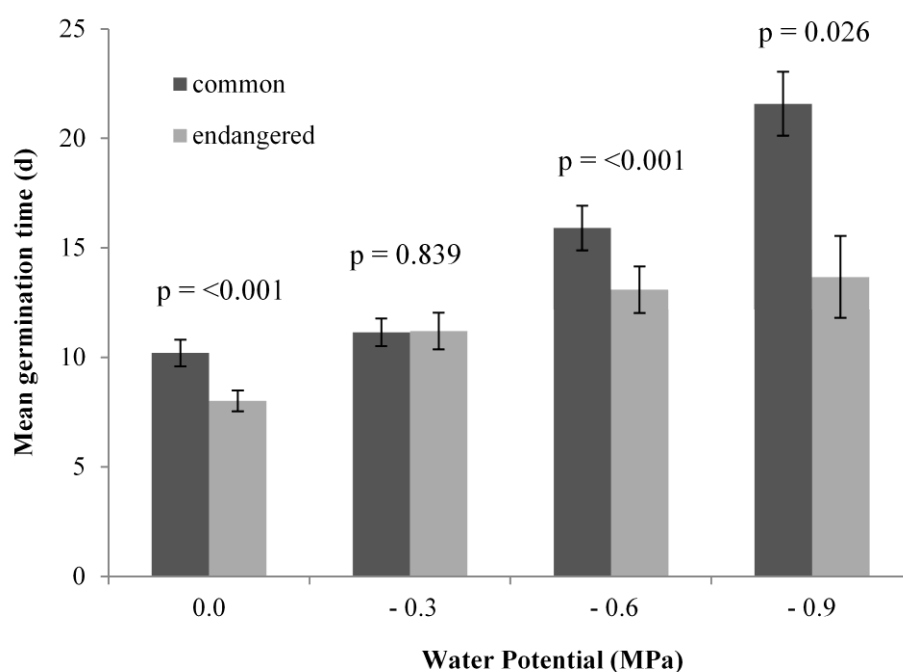 25
20
15
10
5
0
Mean germination time (d)
common
endangered
p = <0.001
p = 0.839
p = <0.001
p = 0.026
0.0
- 0.3
- 0.6
- 0.9
Water Potential (MPa)